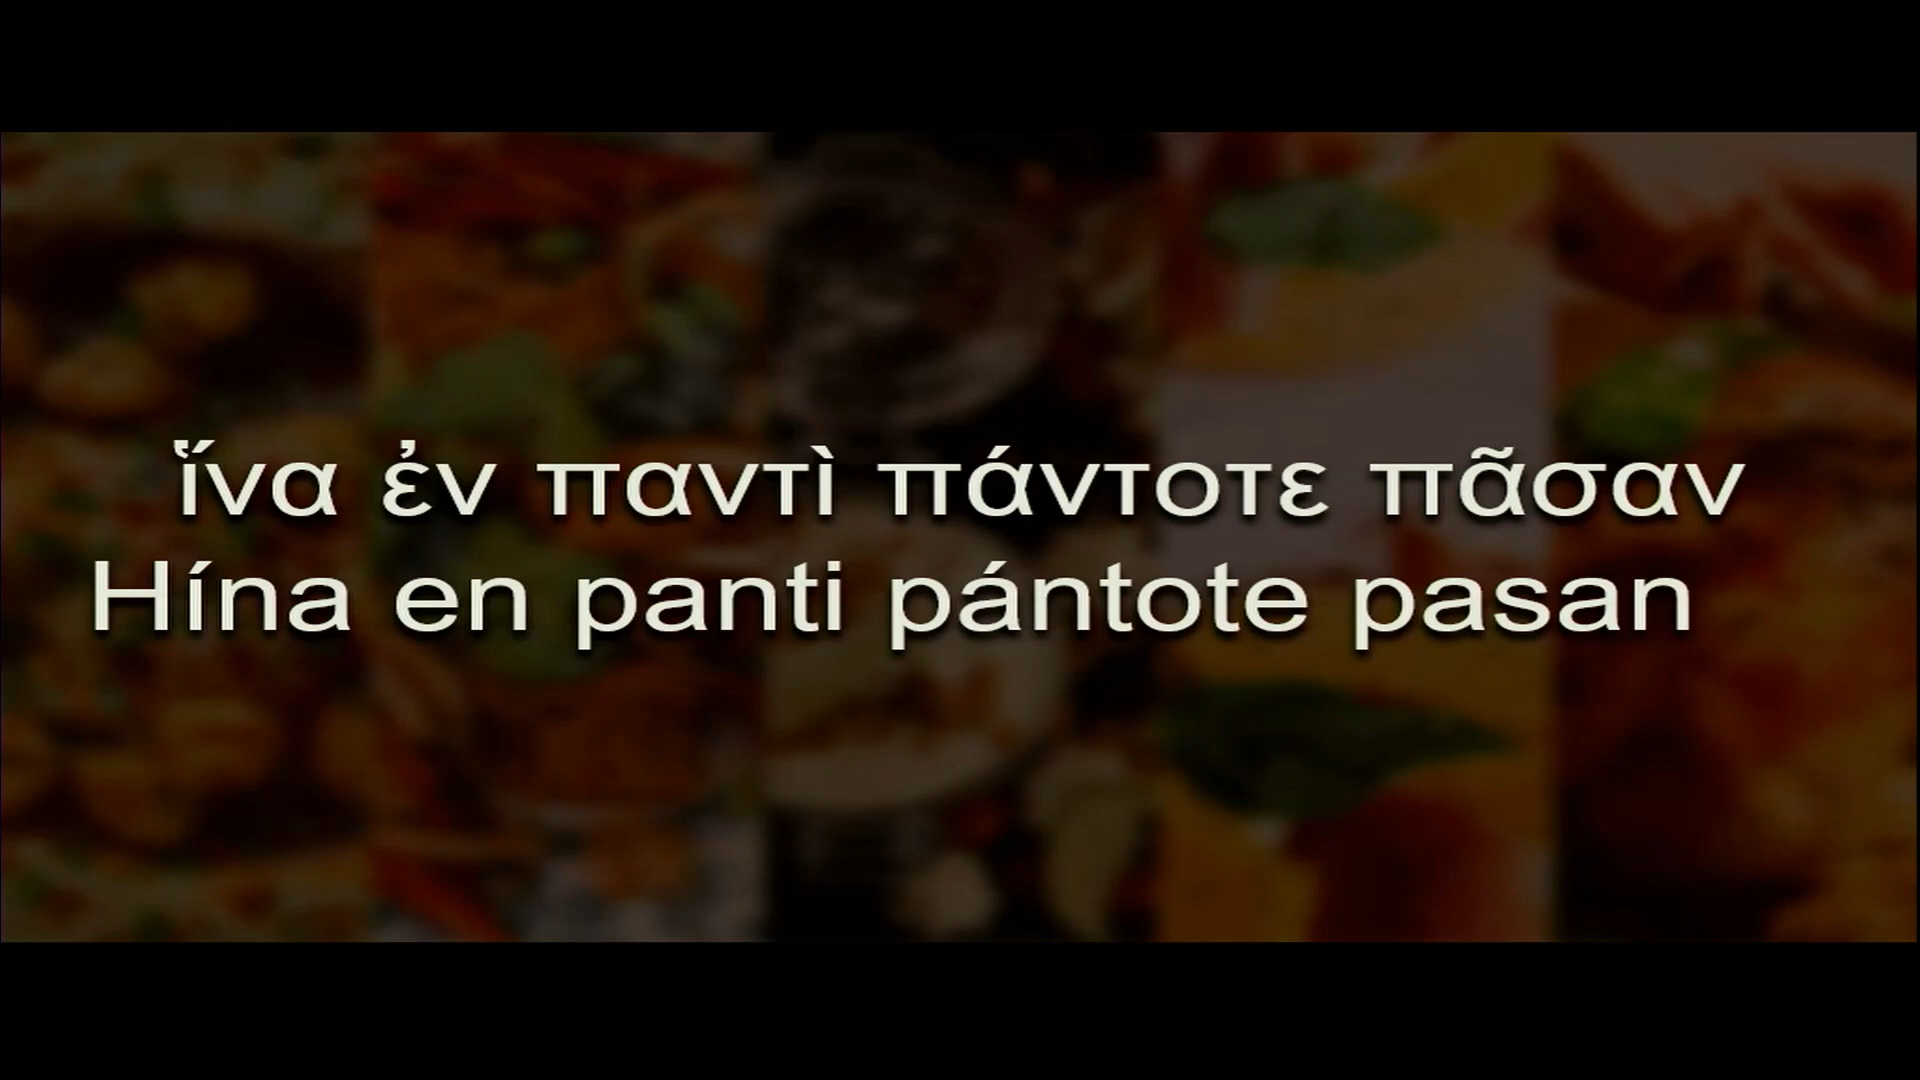 ἵνα ἐν παντὶ πάντοτε πᾶσαν
Hína en panti pántote pasan